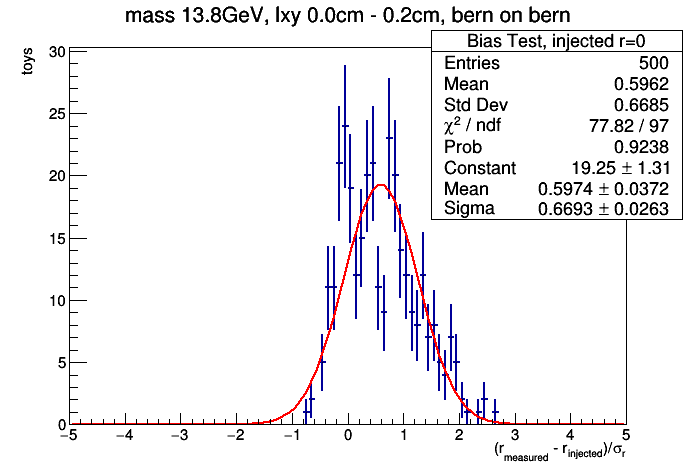 mass 13.8GeV, lxy 0.0cm - 0.2cm, bern on bern
toys
Bias Test, injected r=0
Entries 500
Mean 0.5962
Std Dev 0.6685
χ² / ndf 77.82 / 97
Prob 0.9238
Constant 19.25 ± 1.31
Mean 0.5974 ± 0.0372
Sigma 0.6693 ± 0.0263
30
25
20
15
10
5
0
−5 −4 −3 −2 −1 0 1 2 3 4 5
(r_measured - r_injected)/σ_r